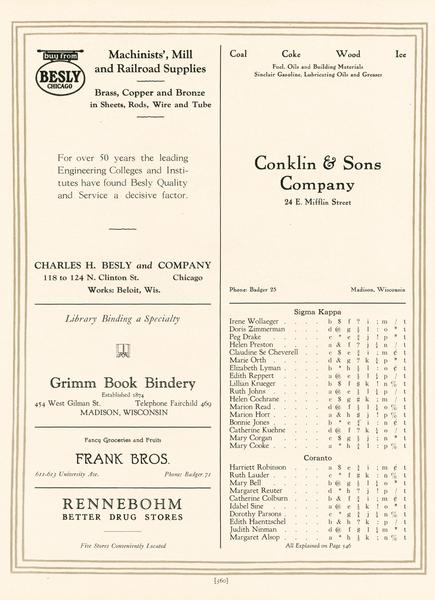 buy from
BESLY
CHICAGO
Machinists', Mill
and Railroad Supplies
Brass, Copper and Bronze
in Sheets, Rods, Wire and Tube
For over 50 years the leading
Engineering Colleges and Insti-
tutes have found Besly Quality
and Service a decisive factor.
CHARLES H. BESLY and COMPANY
118 to 124 N. Clinton St. Chicago
Works: Beloit, Wis.
Library Binding a Specialty
Grimm Book Bindery
Established 1874
454 West Gilman St. Telephone Fairchild 469
MADISON, WISCONSIN
Fancy Groceries and Fruits
FRANK BROS.
611-613 University Ave. Phone: Badger 71
RENNEBOHM
BETTER DRUG STORES
Five Stores Conveniently Located
Coal Coke Wood Ice
Fuel, Oils and Building Materials
Sinclair Gasoline, Lubricating Oils and Greases
Conklin & Sons
Company
24 E. Mifflin Street
Phone: Badger 25 Madison, Wisconsin
Sigma Kappa
Irene Wollaeger
Doris Zimmerman
Peg Drake
Helen Preston
Claudine Se Cheverell
Marie Orth
Elizabeth Lyman
Edith Reppert
Lillian Krueger
Ruth Johns
Helen Cochrane
Marion Read
Marion Horr
Bonnie Jones
Catherine Kuehne
Mary Corgan
Mary Cooke
Coranto
Harriett Robinson
Ruth Lauder
Mary Bell
Margaret Reuter
Catherine Colburn
Idabel Sine
Dorothy Parsons
Edith Haentzschel
Judith Ninman
Margaret Alsop
All Explained on Page 546
[560]